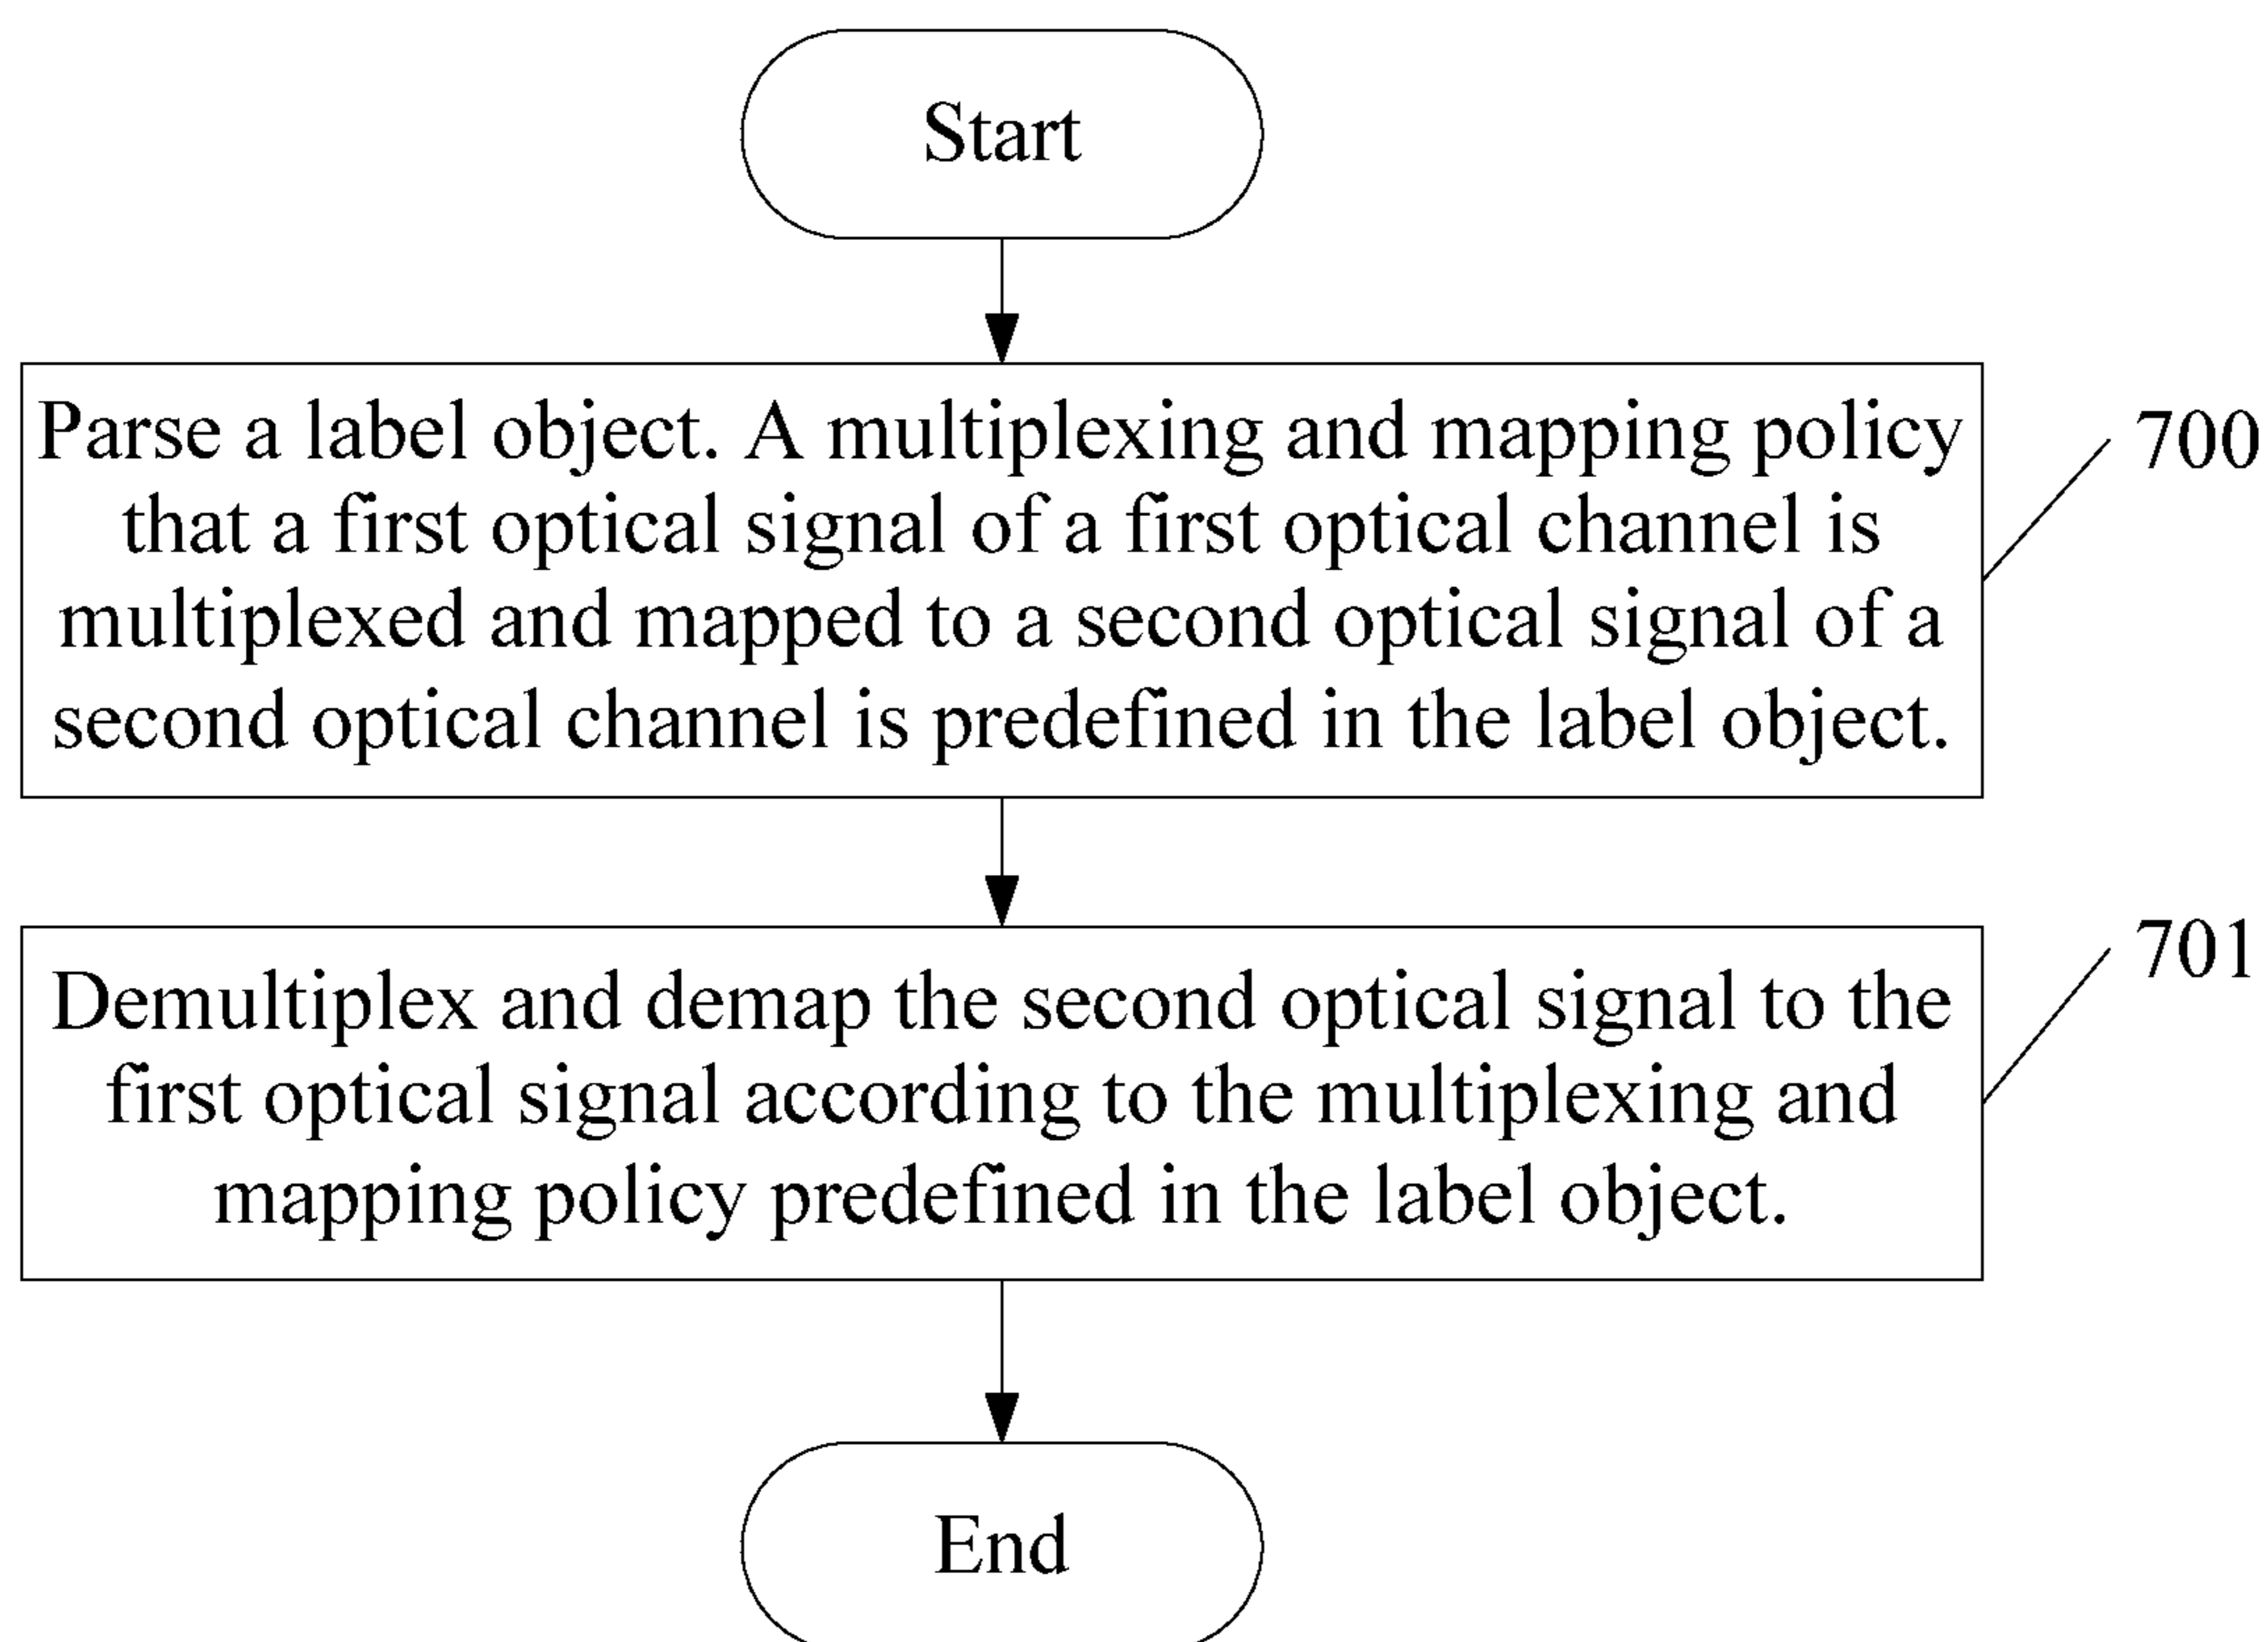 Start
Parse a label object. A multiplexing and mapping policy
that a first optical signal of a first optical channel is
multiplexed and mapped to a second optical signal of a
second optical channel is predefined in the label object.
700
Demultiplex and demap the second optical signal to the
first optical signal according to the multiplexing and
mapping policy predefined in the label object.
701
End